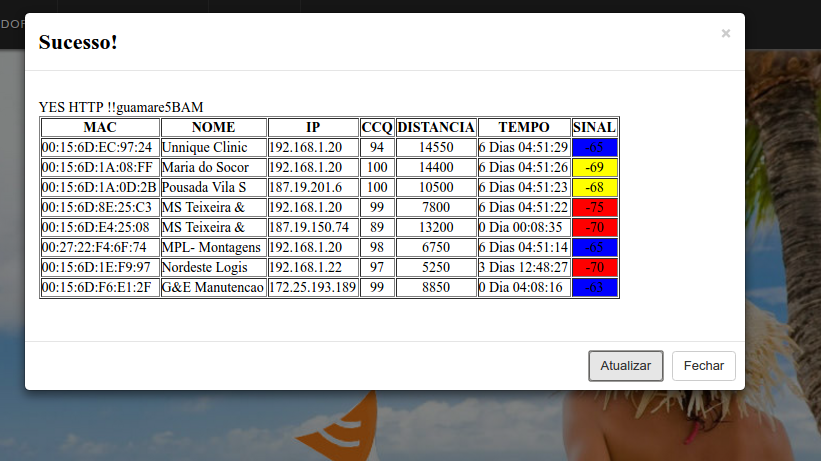 DOR
Sucesso!
×
YES HTTP !!guamare5BAM
MAC NOME IP CCQ DISTANCIA TEMPO SINAL
00:15:6D:EC:97:24 Unnique Clinic 192.168.1.20 94 14550 6 Dias 04:51:29 -65
00:15:6D:1A:08:FF Maria do Socor 192.168.1.20 100 14400 6 Dias 04:51:26 -69
00:15:6D:1A:0D:2B Pousada Vila S 187.19.201.6 100 10500 6 Dias 04:51:23 -68
00:15:6D:8E:25:C3 MS Teixeira & 192.168.1.20 99 7800 6 Dias 04:51:22 -75
00:15:6D:E4:25:08 MS Teixeira & 187.19.150.74 89 13200 0 Dia 00:08:35 -70
00:27:22:F4:6F:74 MPL- Montagens 192.168.1.20 98 6750 6 Dias 04:51:14 -65
00:15:6D:1E:F9:97 Nordeste Logis 192.168.1.22 97 5250 3 Dias 12:48:27 -70
00:15:6D:F6:E1:2F G&E Manutencao 172.25.193.189 99 8850 0 Dia 04:08:16 -63
Atualizar Fechar